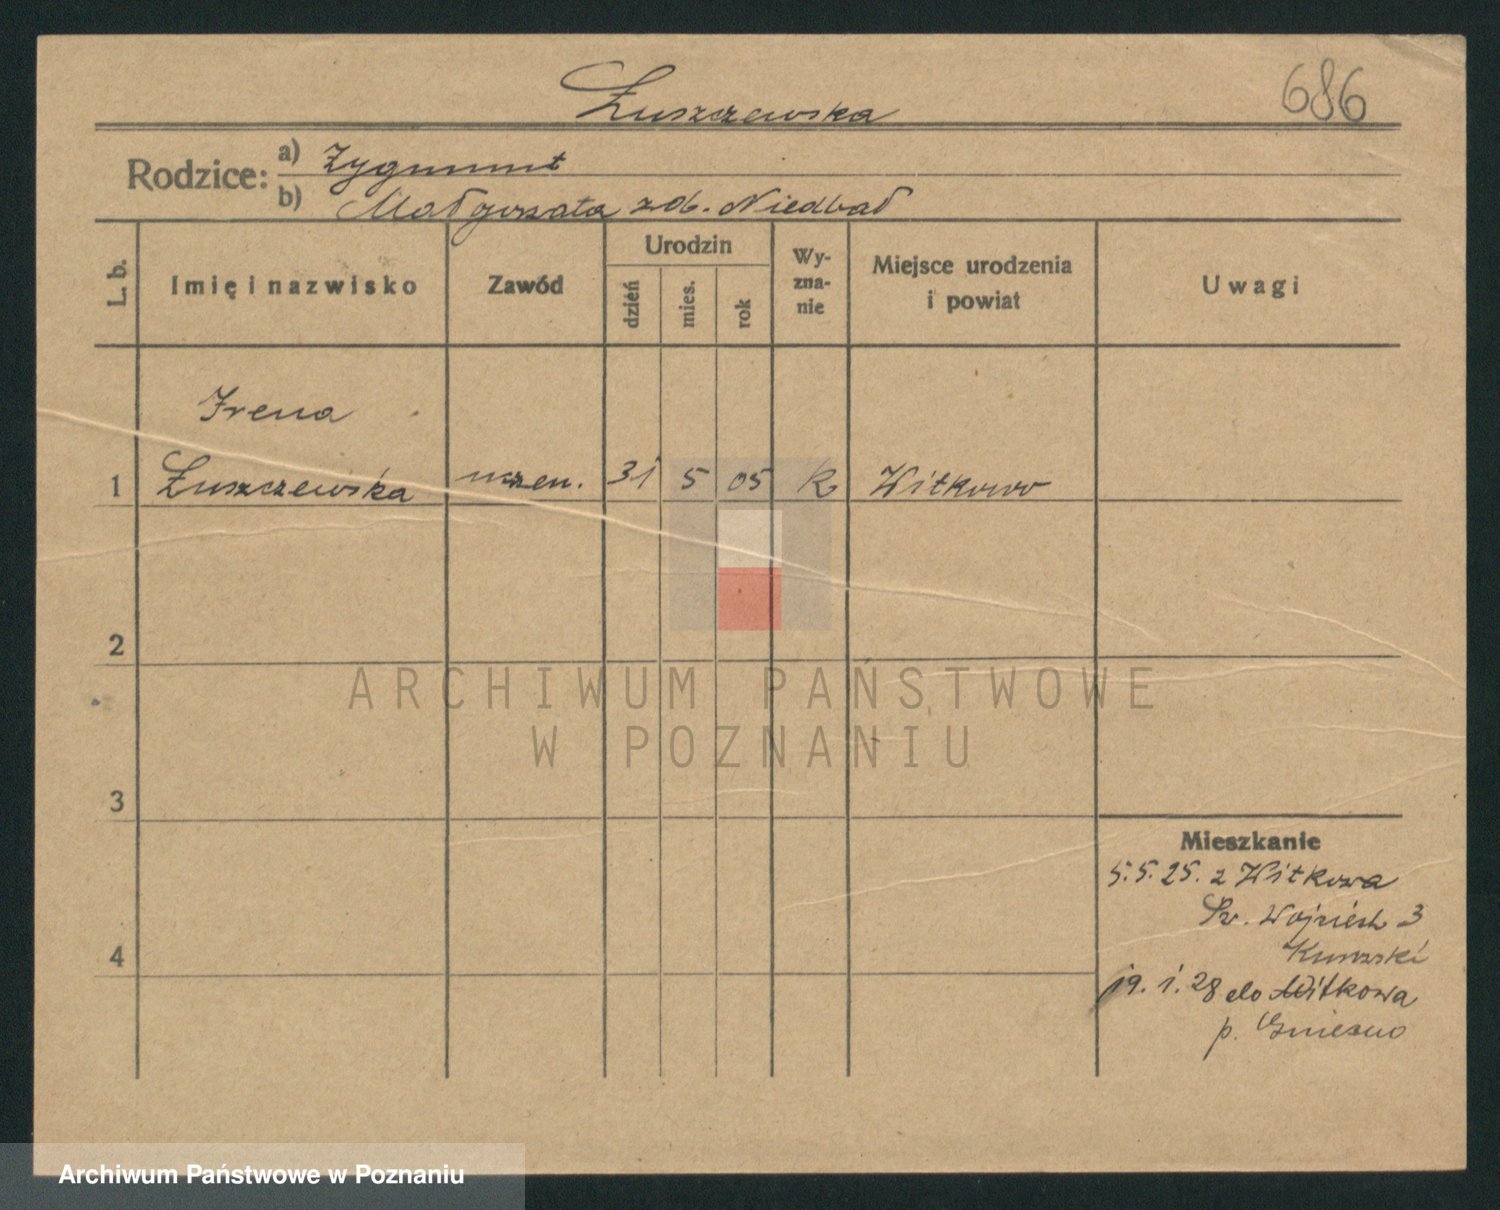 Łuszczewska
686
Rodzice:
a) Zygmunt
b) Małgorzata zd. Niedbał
L. b.
Imię i nazwisko
Zawód
Urodzin
dzień
mies.
rok
Wy-
zna-
nie
Miejsce urodzenia
i powiat
Uwagi
Irena
1 Łuszczewska uczen. 31 5 05 k Witkowo
2
3
4
Mieszkanie
5.5.25. z Witkowa
Św. Wojciech 3
19.1.28 do Witkowa
p. Gniezno
ARCHIWUM PAŃSTWOWE
W POZNANIU
Archiwum Państwowe w Poznaniu